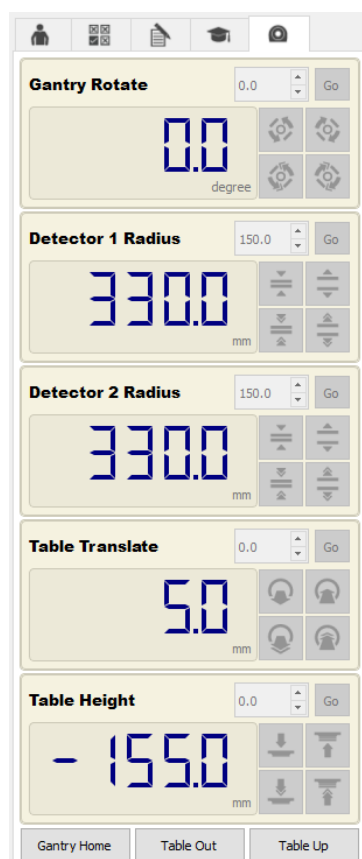 Gantry Rotate 0.0 Go
0.0
degree
Detector 1 Radius 150.0 Go
330.0
mm
Detector 2 Radius 150.0 Go
330.0
mm
Table Translate 0.0 Go
5.0
mm
Table Height 0.0 Go
-155.0
mm
Gantry Home Table Out Table Up